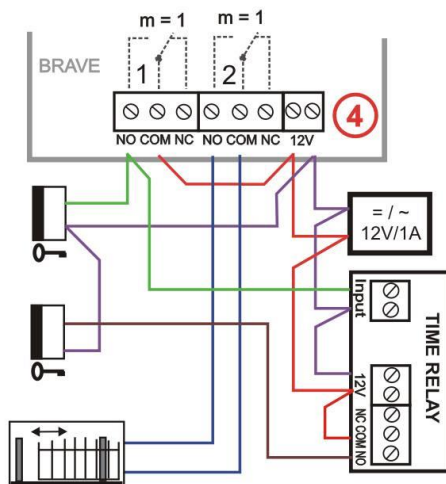 m = 1 m = 1
BRAVE
1 2
4
NO COM NC NO COM NC 12V
= / ~
12V/1A
Input
TIME RELAY
12V
NC COM NO